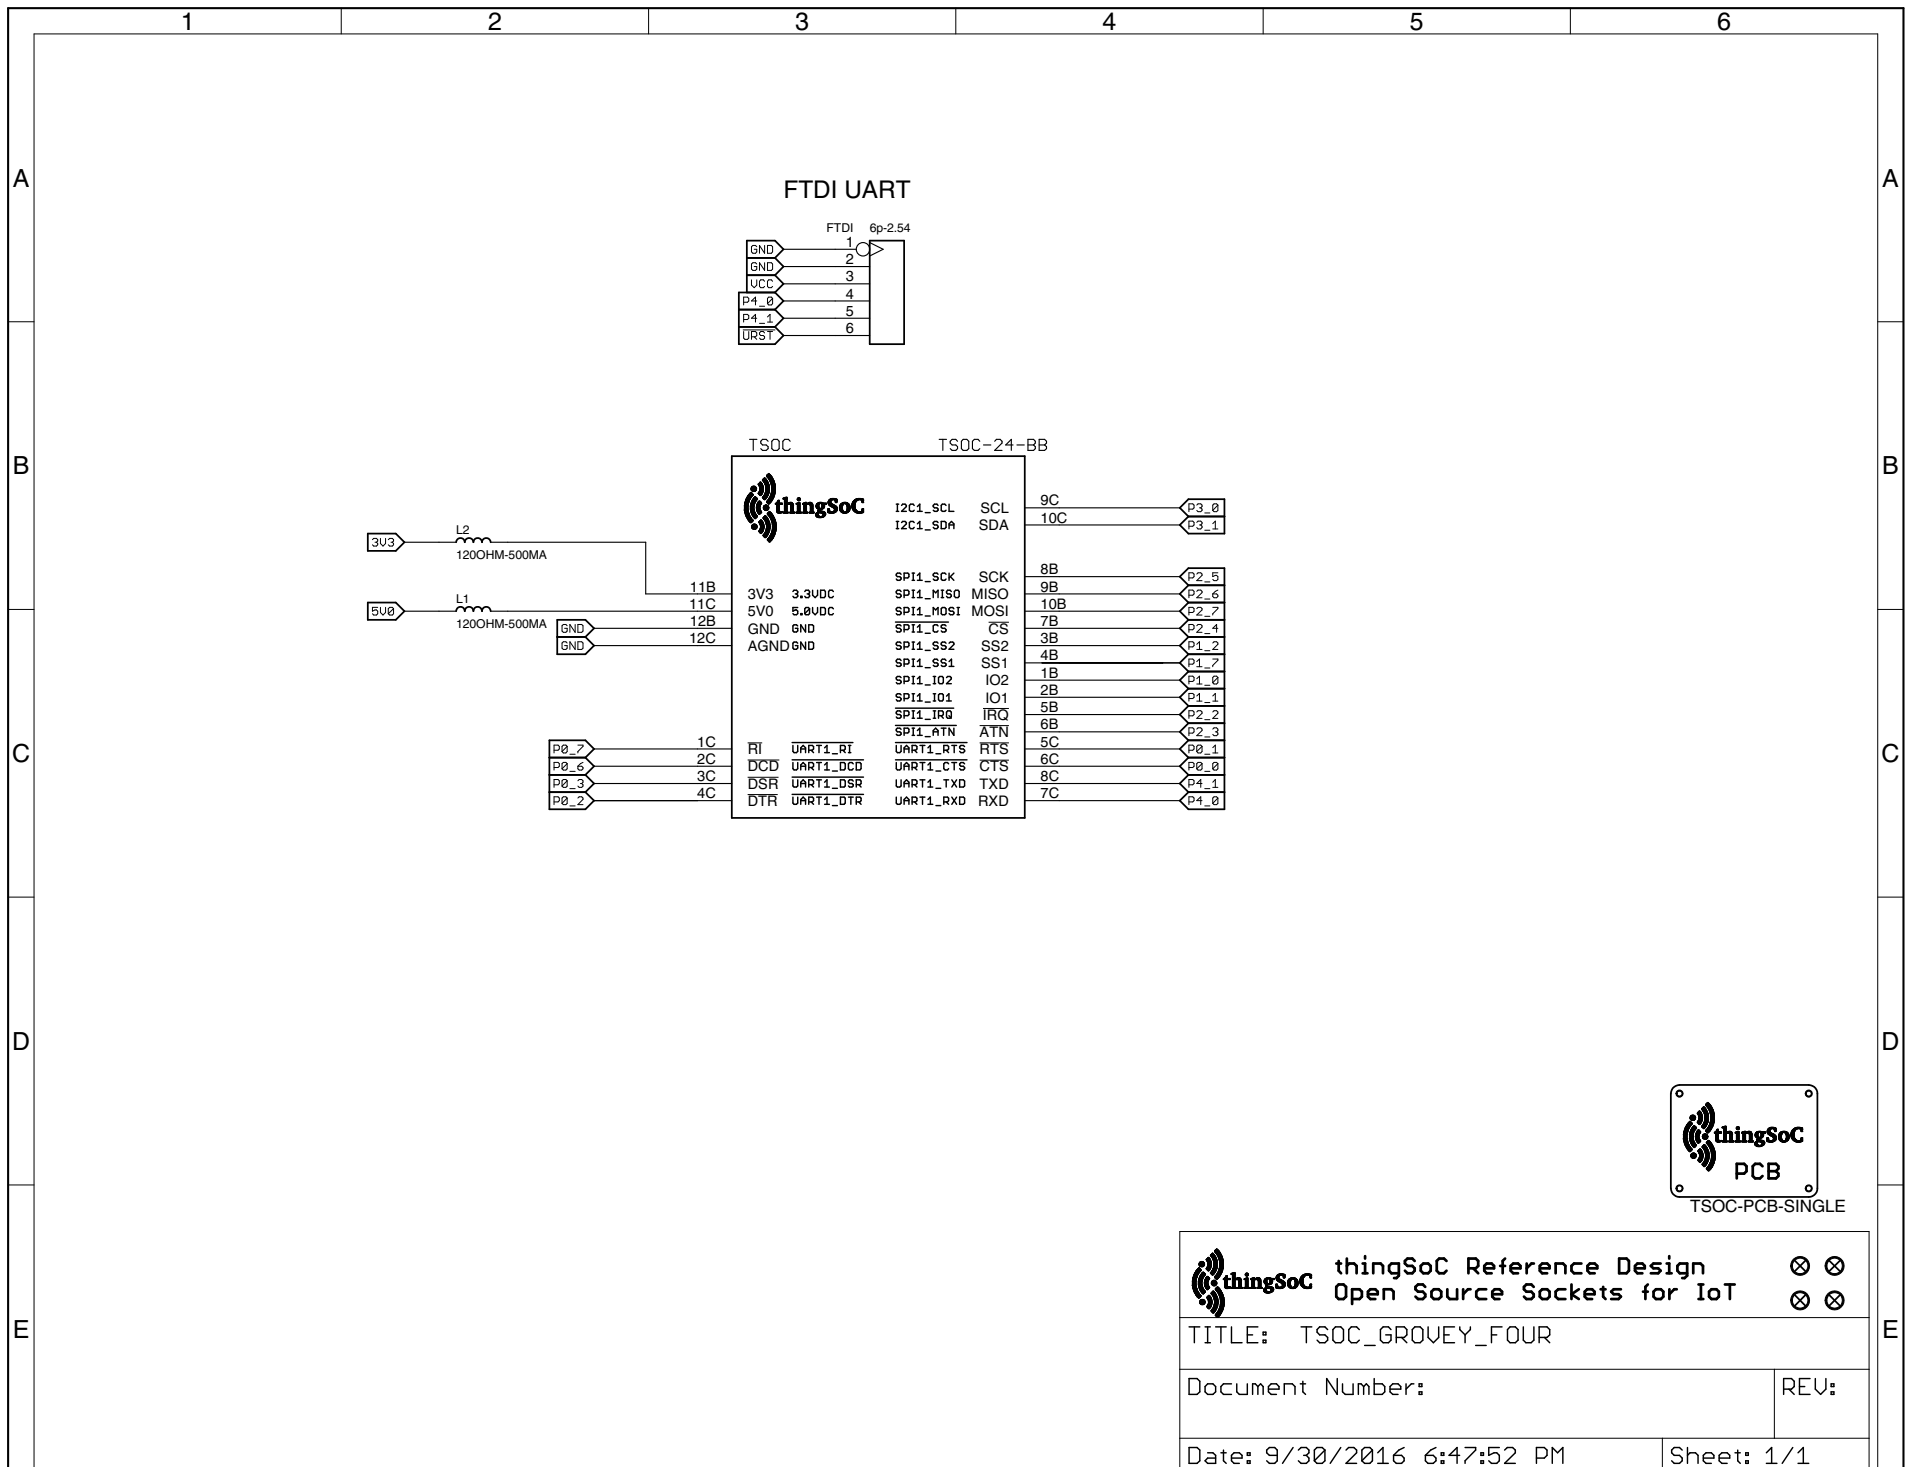 1 2 3 4 5 6
A A
FTDI UART
FTDI 6p-2.54
GND 1
GND 2
VCC 3
P4_0 4
P4_1 5
URST 6
B B
TSOC TSOC-24-BB
thingSoC
I2C1_SCL SCL 9C P3_0
I2C1_SDA SDA 10C P3_1
3V3 L2 120OHM-500MA
5V0 L1 120OHM-500MA
11B 3V3 3.3VDC
11C 5V0 5.0VDC
GND 12B GND GND
GND 12C AGND GND
SPI1_SCK SCK 8B P2_5
SPI1_MISO MISO 9B P2_6
SPI1_MOSI MOSI 10B P2_7
SPI1_CS CS 7B P2_4
SPI1_SS2 SS2 3B P1_2
SPI1_SS1 SS1 4B P1_7
SPI1_IO2 IO2 1B P1_0
SPI1_IO1 IO1 2B P1_1
SPI1_IRQ IRQ 5B P2_2
SPI1_ATN ATN 6B P2_3
C C
P0_7 1C RI UART1_RI UART1_RTS RTS 5C P0_1
P0_6 2C DCD UART1_DCD UART1_CTS CTS 6C P0_0
P0_3 3C DSR UART1_DSR UART1_TXD TXD 8C P4_1
P0_2 4C DTR UART1_DTR UART1_RXD RXD 7C P4_0
D D
thingSoC
PCB
TSOC-PCB-SINGLE
thingSoC
thingSoC Reference Design
Open Source Sockets for IoT
E E
TITLE: TSOC_GROVEY_FOUR
Document Number: REV:
Date: 9/30/2016 6:47:52 PM Sheet: 1/1